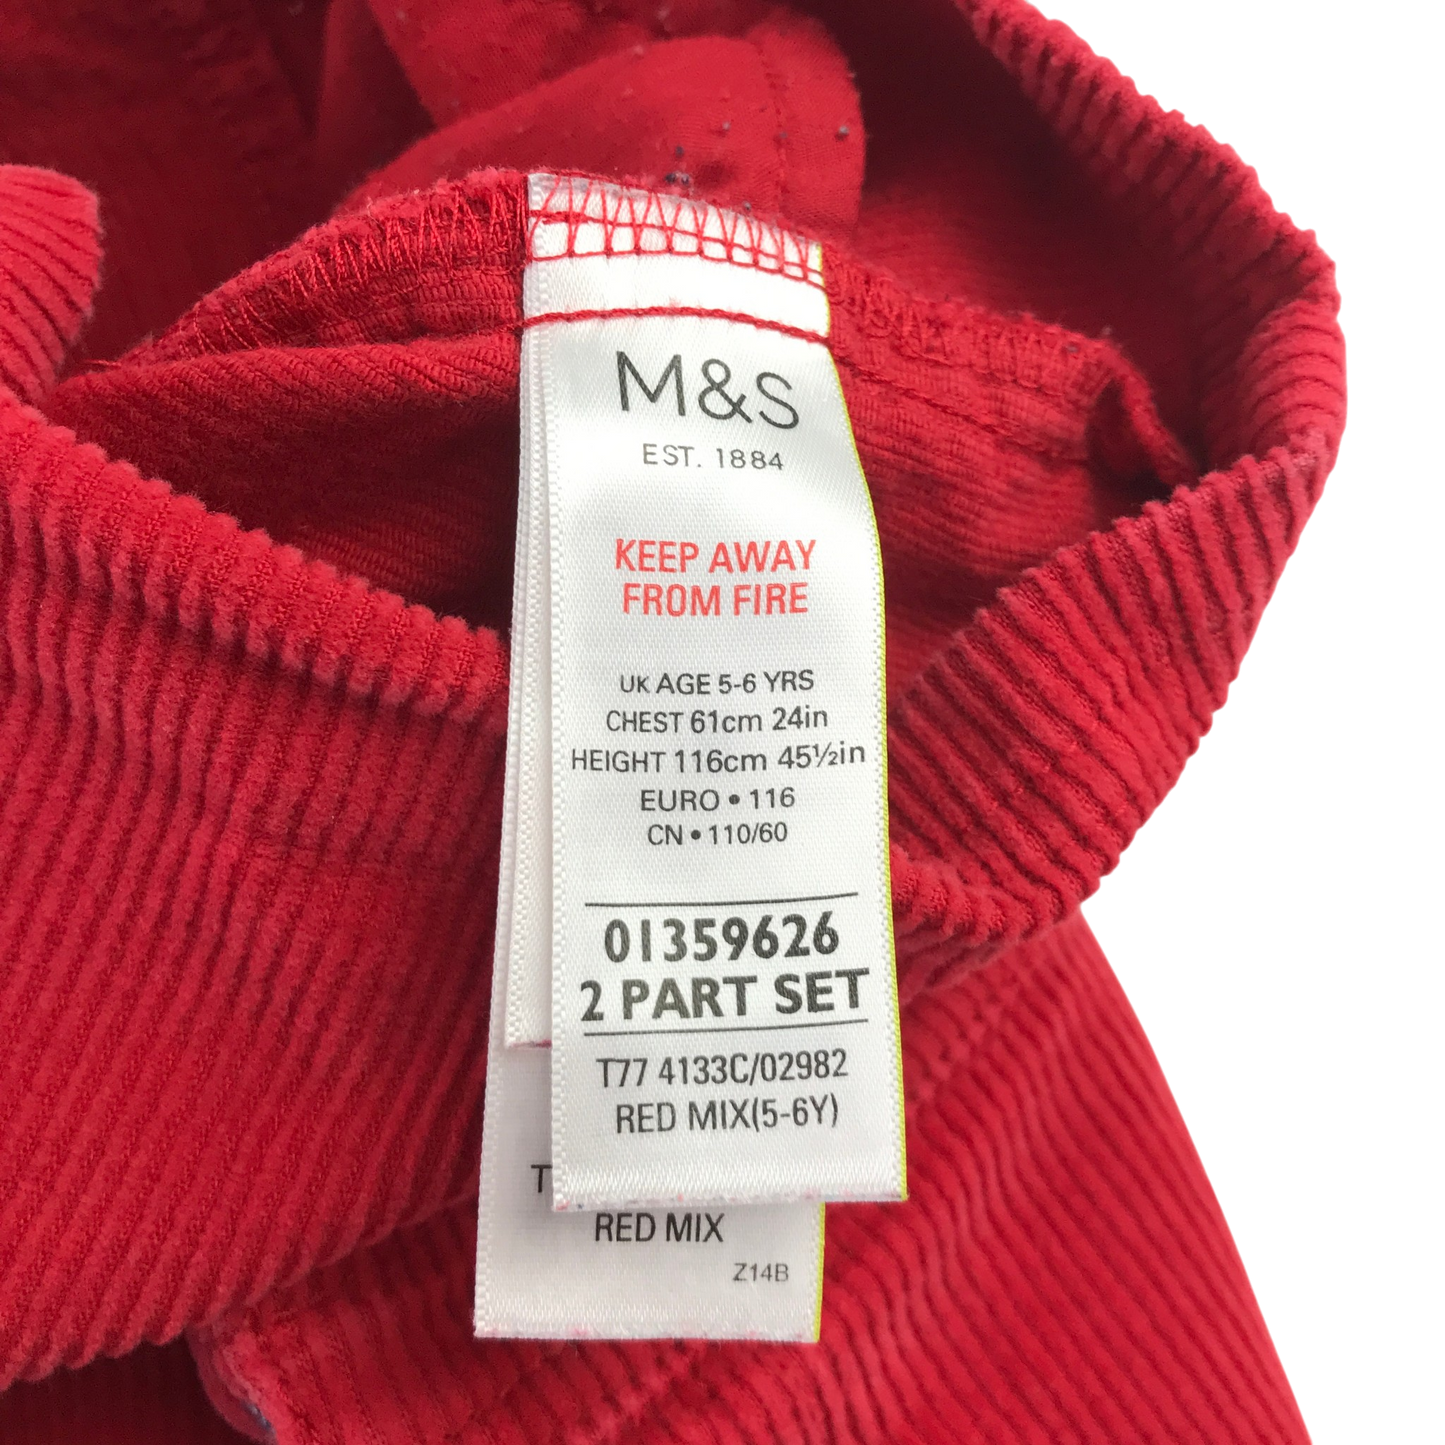 M&S
EST. 1884
KEEP AWAY
FROM FIRE
UK AGE 5-6 YRS
CHEST 61cm 24in
HEIGHT 116cm 45½in
EURO • 116
CN • 110/60
01359626
2 PART SET
T77 4133C/02982
RED MIX(5-6Y)
T
RED MIX
Z14B